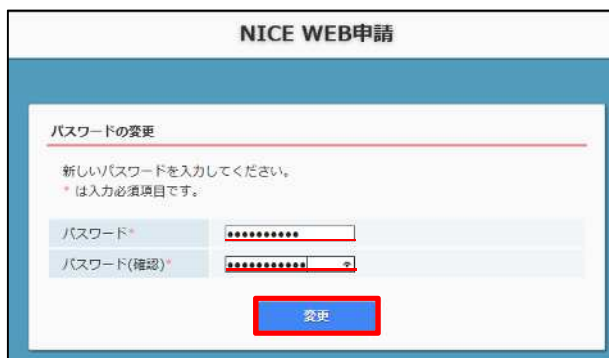 NICE WEB申請
パスワードの変更
新しいパスワードを入力してください。
* は入力必須項目です。
パスワード* ●●●●●●●●●●
パスワード(確認)* ●●●●●●●●●●●
変更